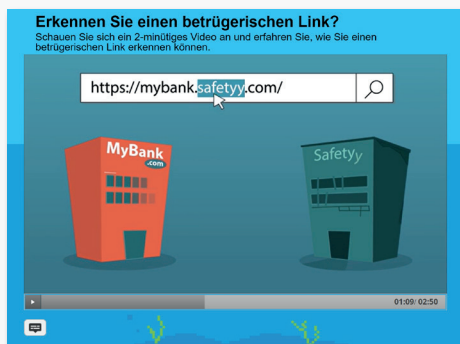 Erkennen Sie einen betrügerischen Link?
Schauen Sie sich ein 2-minütiges Video an und erfahren Sie, wie Sie einen
betrügerischen Link erkennen können.
https://mybank.safetyy.com/
MyBank
.com
Safetyy
01:09/ 02:50